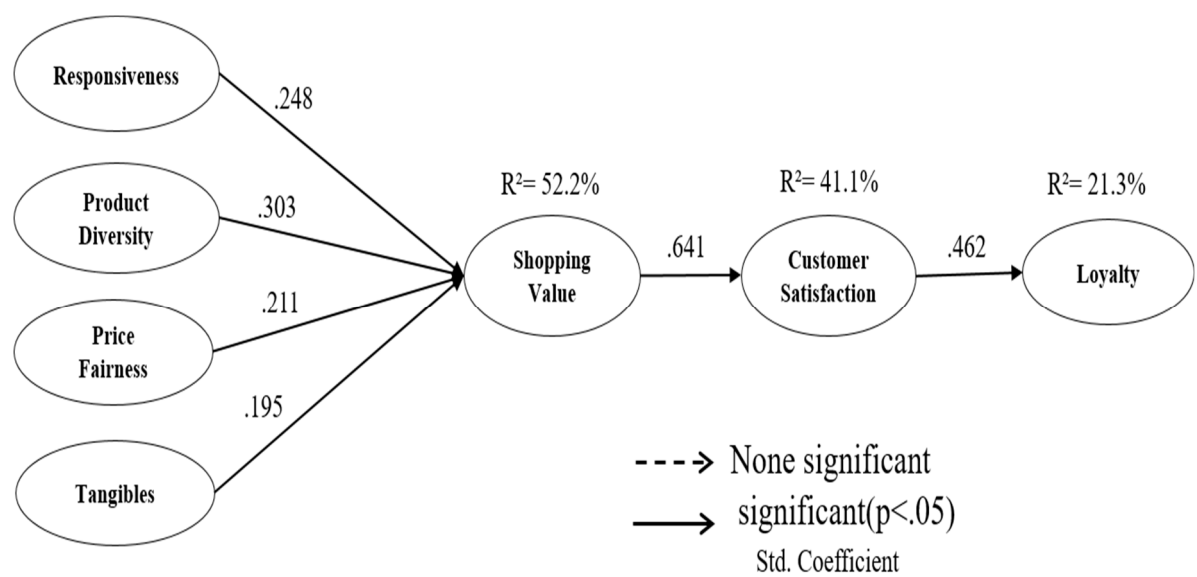 Responsiveness
.248
Product
Diversity
.303
Price
Fairness
.211
Tangibles
.195
R²= 52.2%
Shopping
Value
.641
R²= 41.1%
Customer
Satisfaction
.462
R²= 21.3%
Loyalty
None significant
significant(p<.05)
Std. Coefficient